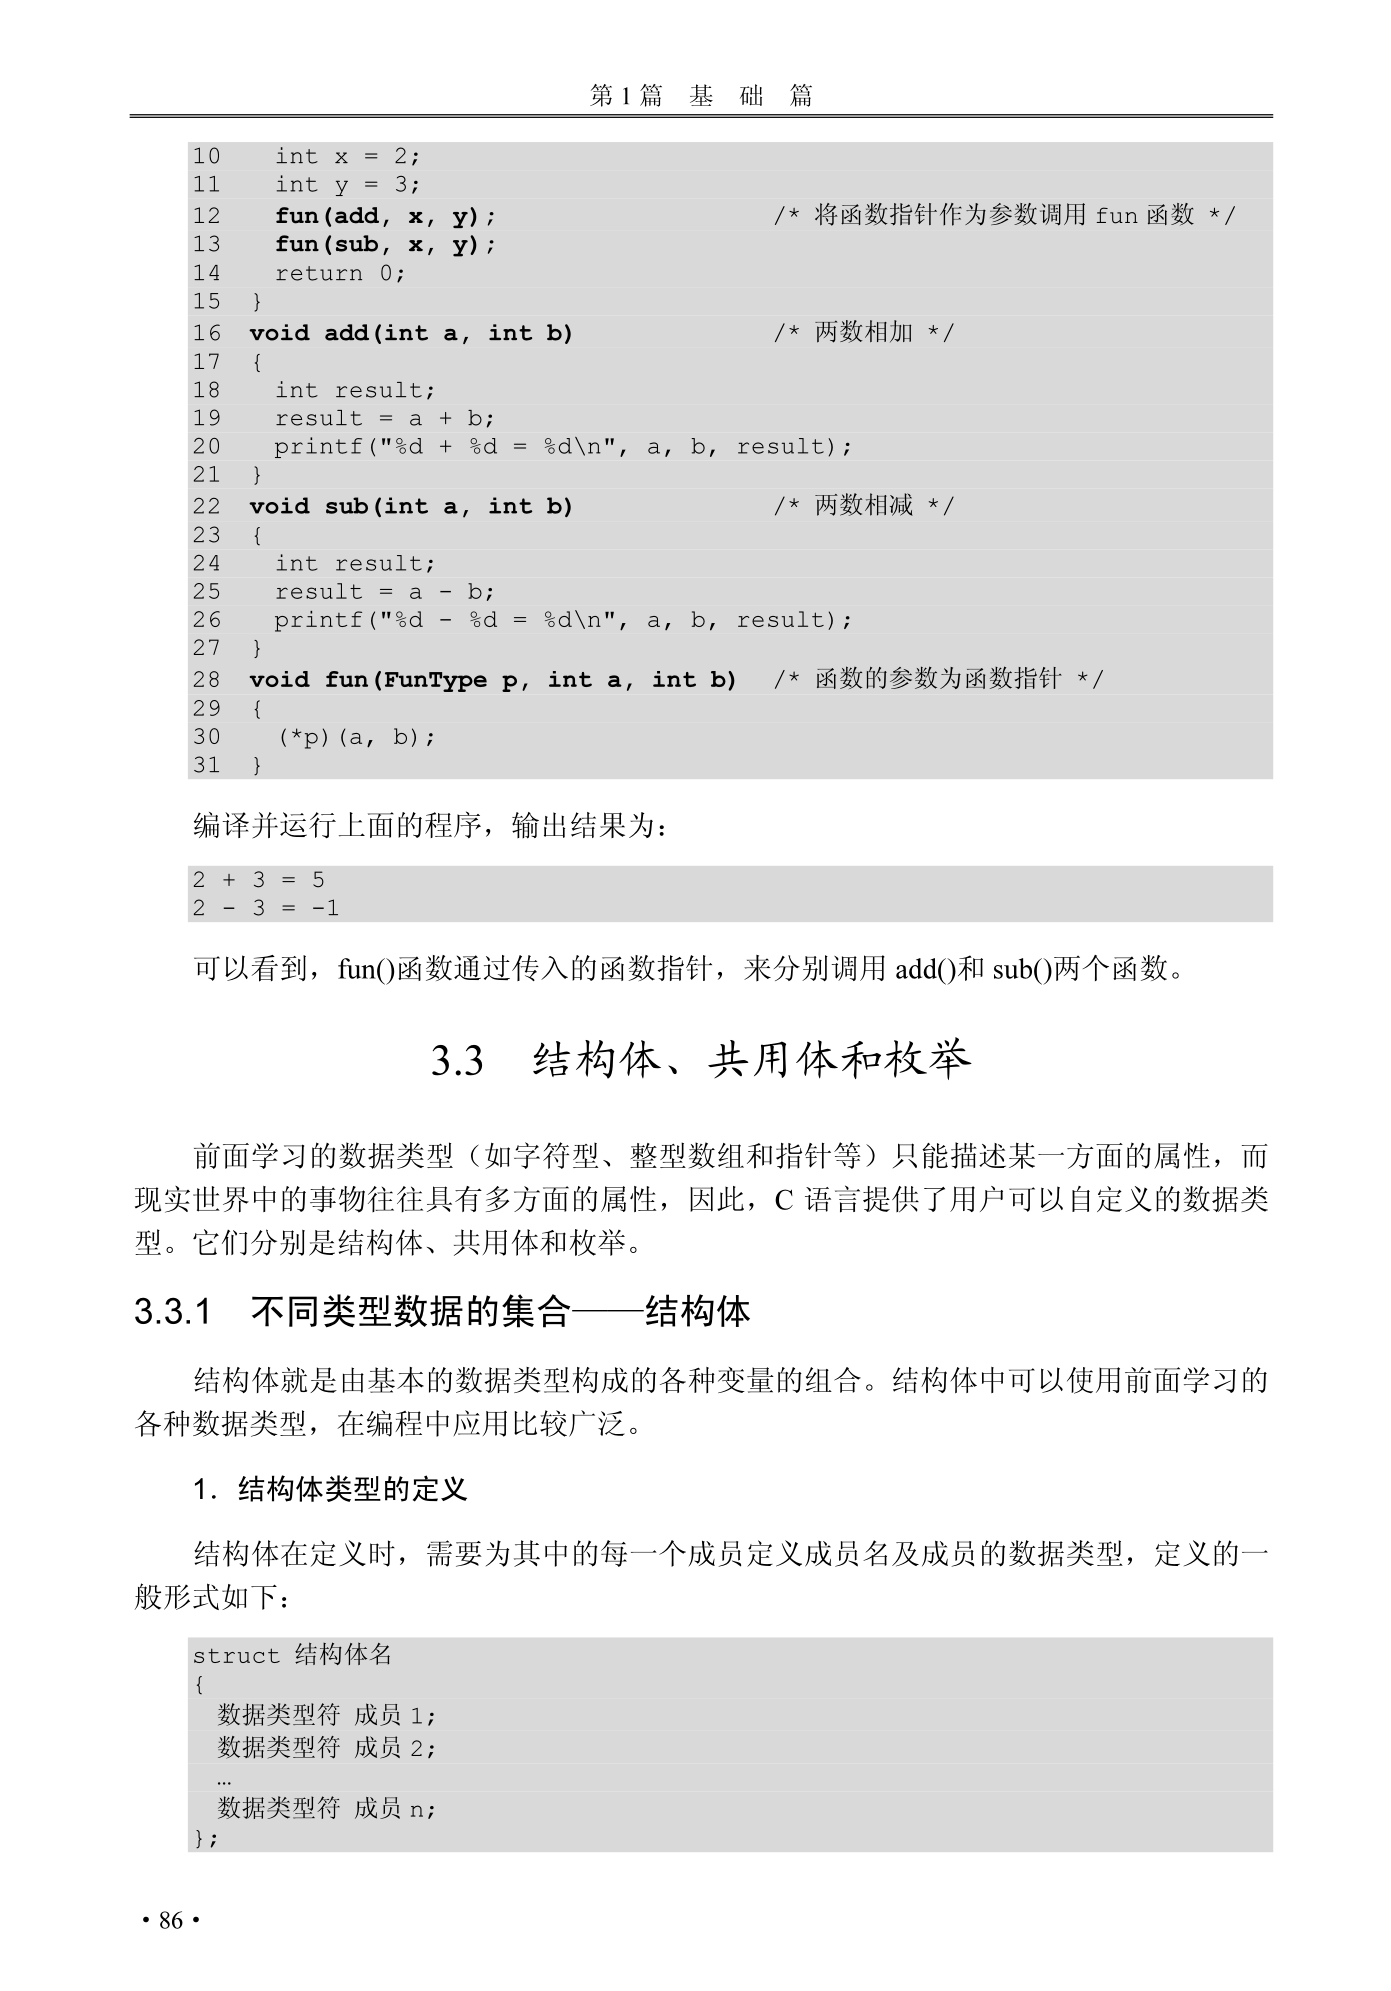 第 1 篇　基　础　篇
10    int x = 2;
11    int y = 3;
12    fun(add, x, y);                    /* 将函数指针作为参数调用 fun 函数 */
13    fun(sub, x, y);
14    return 0;
15  }
16  void add(int a, int b)               /* 两数相加 */
17  {
18    int result;
19    result = a + b;
20    printf("%d + %d = %d\n", a, b, result);
21  }
22  void sub(int a, int b)               /* 两数相减 */
23  {
24    int result;
25    result = a - b;
26    printf("%d - %d = %d\n", a, b, result);
27  }
28  void fun(FunType p, int a, int b)    /* 函数的参数为函数指针 */
29  {
30    (*p)(a, b);
31  }
编译并运行上面的程序，输出结果为：
2 + 3 = 5
2 - 3 = -1
可以看到，fun()函数通过传入的函数指针，来分别调用 add()和 sub()两个函数。
3.3　结构体、共用体和枚举
前面学习的数据类型（如字符型、整型数组和指针等）只能描述某一方面的属性，而
现实世界中的事物往往具有多方面的属性，因此，C 语言提供了用户可以自定义的数据类
型。它们分别是结构体、共用体和枚举。
3.3.1　不同类型数据的集合——结构体
结构体就是由基本的数据类型构成的各种变量的组合。结构体中可以使用前面学习的
各种数据类型，在编程中应用比较广泛。
1．结构体类型的定义
结构体在定义时，需要为其中的每一个成员定义成员名及成员的数据类型，定义的一
般形式如下：
struct 结构体名
{
  数据类型符 成员 1;
  数据类型符 成员 2;
  …
  数据类型符 成员 n;
};
· 86 ·